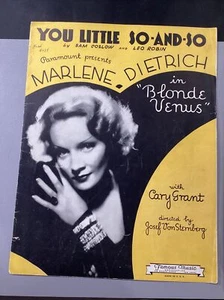 YOU LITTLE SO-AND-SO
BY SAM COSLOW AND LEO ROBIN
Paramount presents
MARLENE DIETRICH
in
"Blonde
Venus"
with
Cary Grant
directed by
Josef Von Sternberg
Famous Music